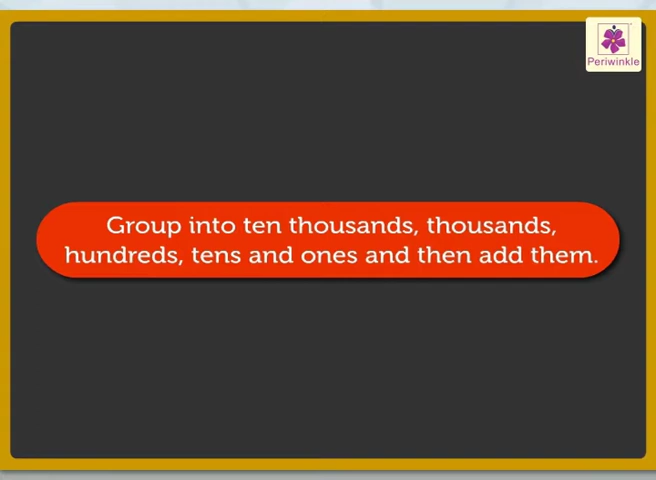 Periwinkle
Group into ten thousands, thousands,
hundreds, tens and ones and then add them.